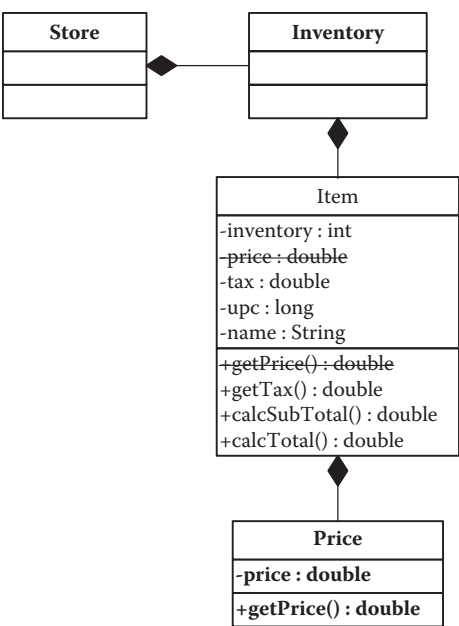 Store
Inventory
Item
-inventory : int
-price : double
-tax : double
-upc : long
-name : String
+getPrice() : double
+getTax() : double
+calcSubTotal() : double
+calcTotal() : double
Price
-price : double
+getPrice() : double